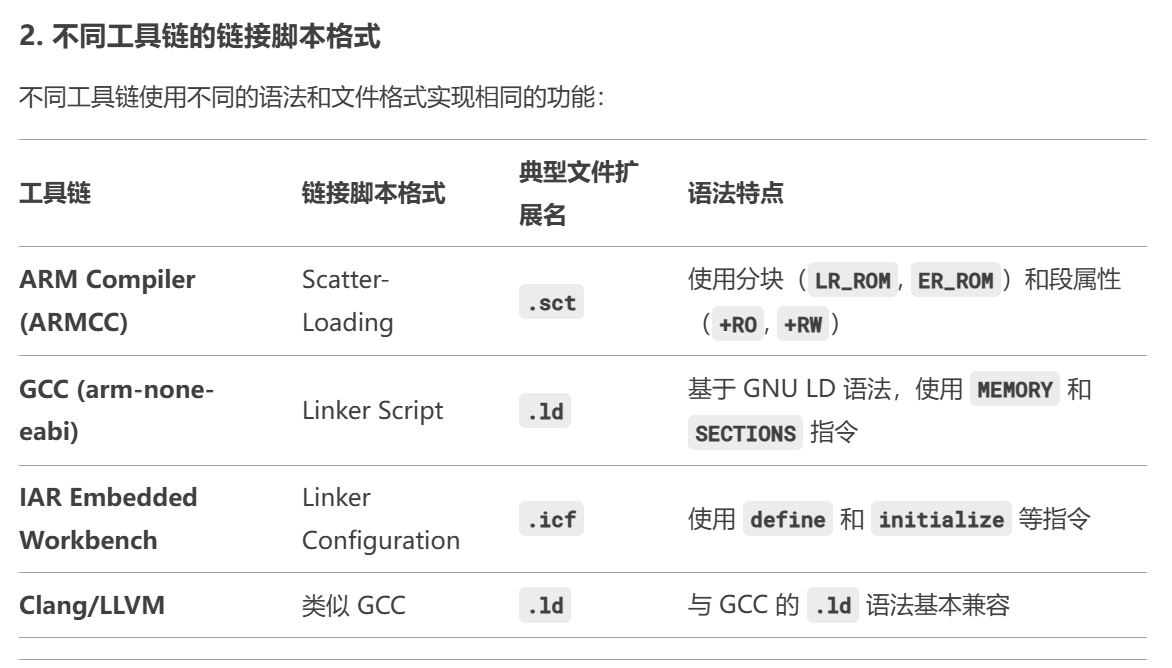 2. 不同工具链的链接脚本格式
不同工具链使用不同的语法和文件格式实现相同的功能：
工具链 链接脚本格式 典型文件扩展名 语法特点
ARM Compiler (ARMCC) Scatter-Loading .sct 使用分块（LR_ROM, ER_ROM）和段属性（+RO, +RW）
GCC (arm-none-eabi) Linker Script .ld 基于 GNU LD 语法，使用 MEMORY 和 SECTIONS 指令
IAR Embedded Workbench Linker Configuration .icf 使用 define 和 initialize 等指令
Clang/LLVM 类似 GCC .ld 与 GCC 的 .ld 语法基本兼容